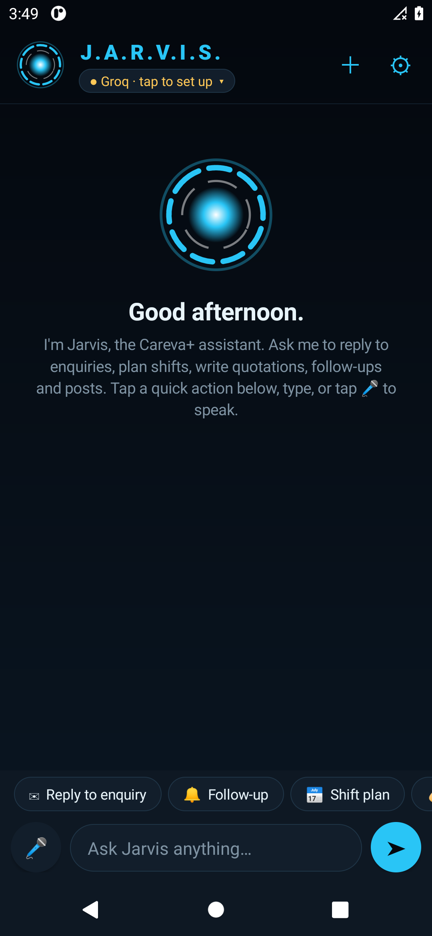 3:49
J.A.R.V.I.S.
Groq · tap to set up
Good afternoon.
I'm Jarvis, the Careva+ assistant. Ask me to reply to
enquiries, plan shifts, write quotations, follow-ups
and posts. Tap a quick action below, type, or tap 🎤 to
speak.
Reply to enquiry
Follow-up
Shift plan
Ask Jarvis anything…